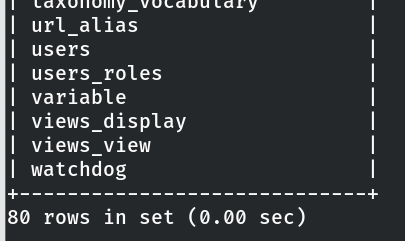 | taxonomy_vocabulary |
| url_alias |
| users |
| users_roles |
| variable |
| views_display |
| views_view |
| watchdog |
+-----------------------------+
80 rows in set (0.00 sec)